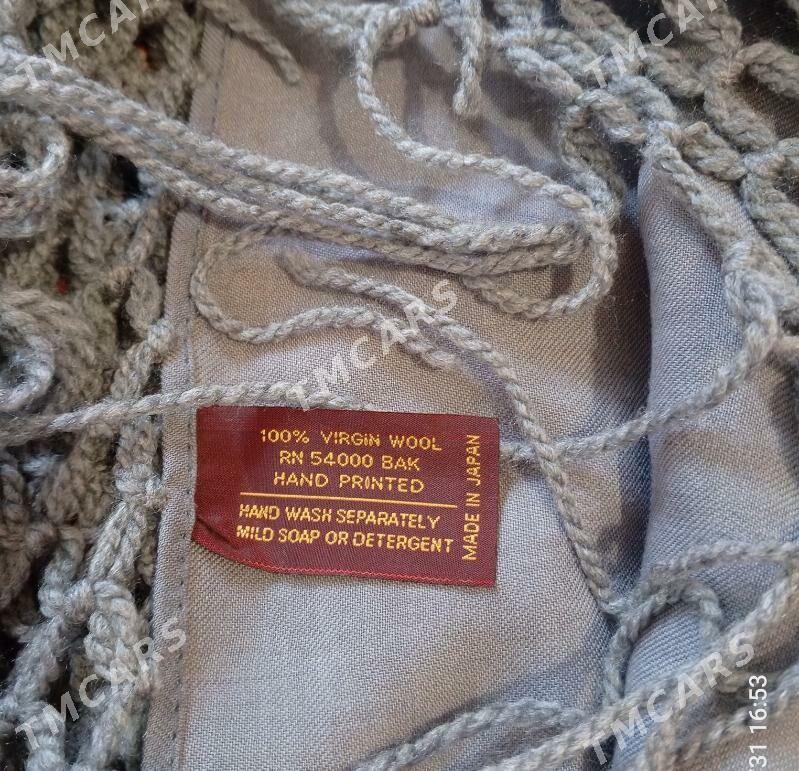 TMCARS
TMCARS
100% VIRGIN WOOL
RN 54000 BAK
HAND PRINTED
HAND WASH SEPARATELY
MILD SOAP OR DETERGENT
MADE IN JAPAN
TMCARS
TMCARS
TMCARS
31 16:53